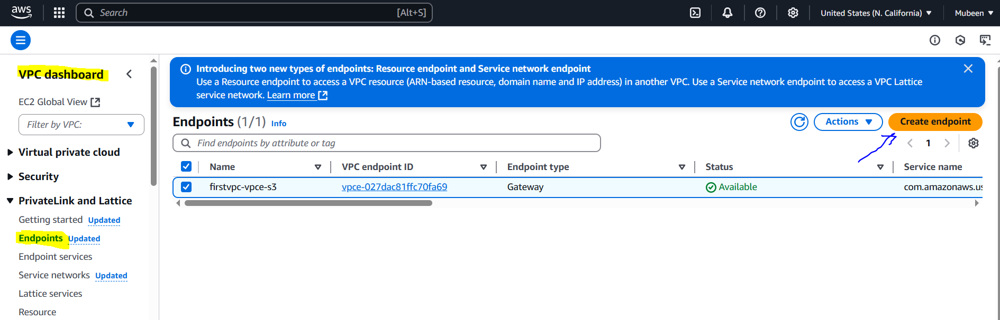 aws
Search [Alt+S]
United States (N. California)
Mubeen
VPC dashboard
EC2 Global View
Filter by VPC:
Virtual private cloud
Security
PrivateLink and Lattice
Getting started Updated
Endpoints Updated
Endpoint services
Service networks Updated
Lattice services
Resource
Introducing two new types of endpoints: Resource endpoint and Service network endpoint
Use a Resource endpoint to access a VPC resource (ARN-based resource, domain name and IP address) in another VPC. Use a Service network endpoint to access a VPC Lattice
service network. Learn more
Endpoints (1/1) Info
Actions
Create endpoint
Find endpoints by attribute or tag
1
Name VPC endpoint ID Endpoint type Status Service name
firstvpc-vpce-s3 vpce-027dac81ffc70fa69 Gateway Available com.amazonaws.us